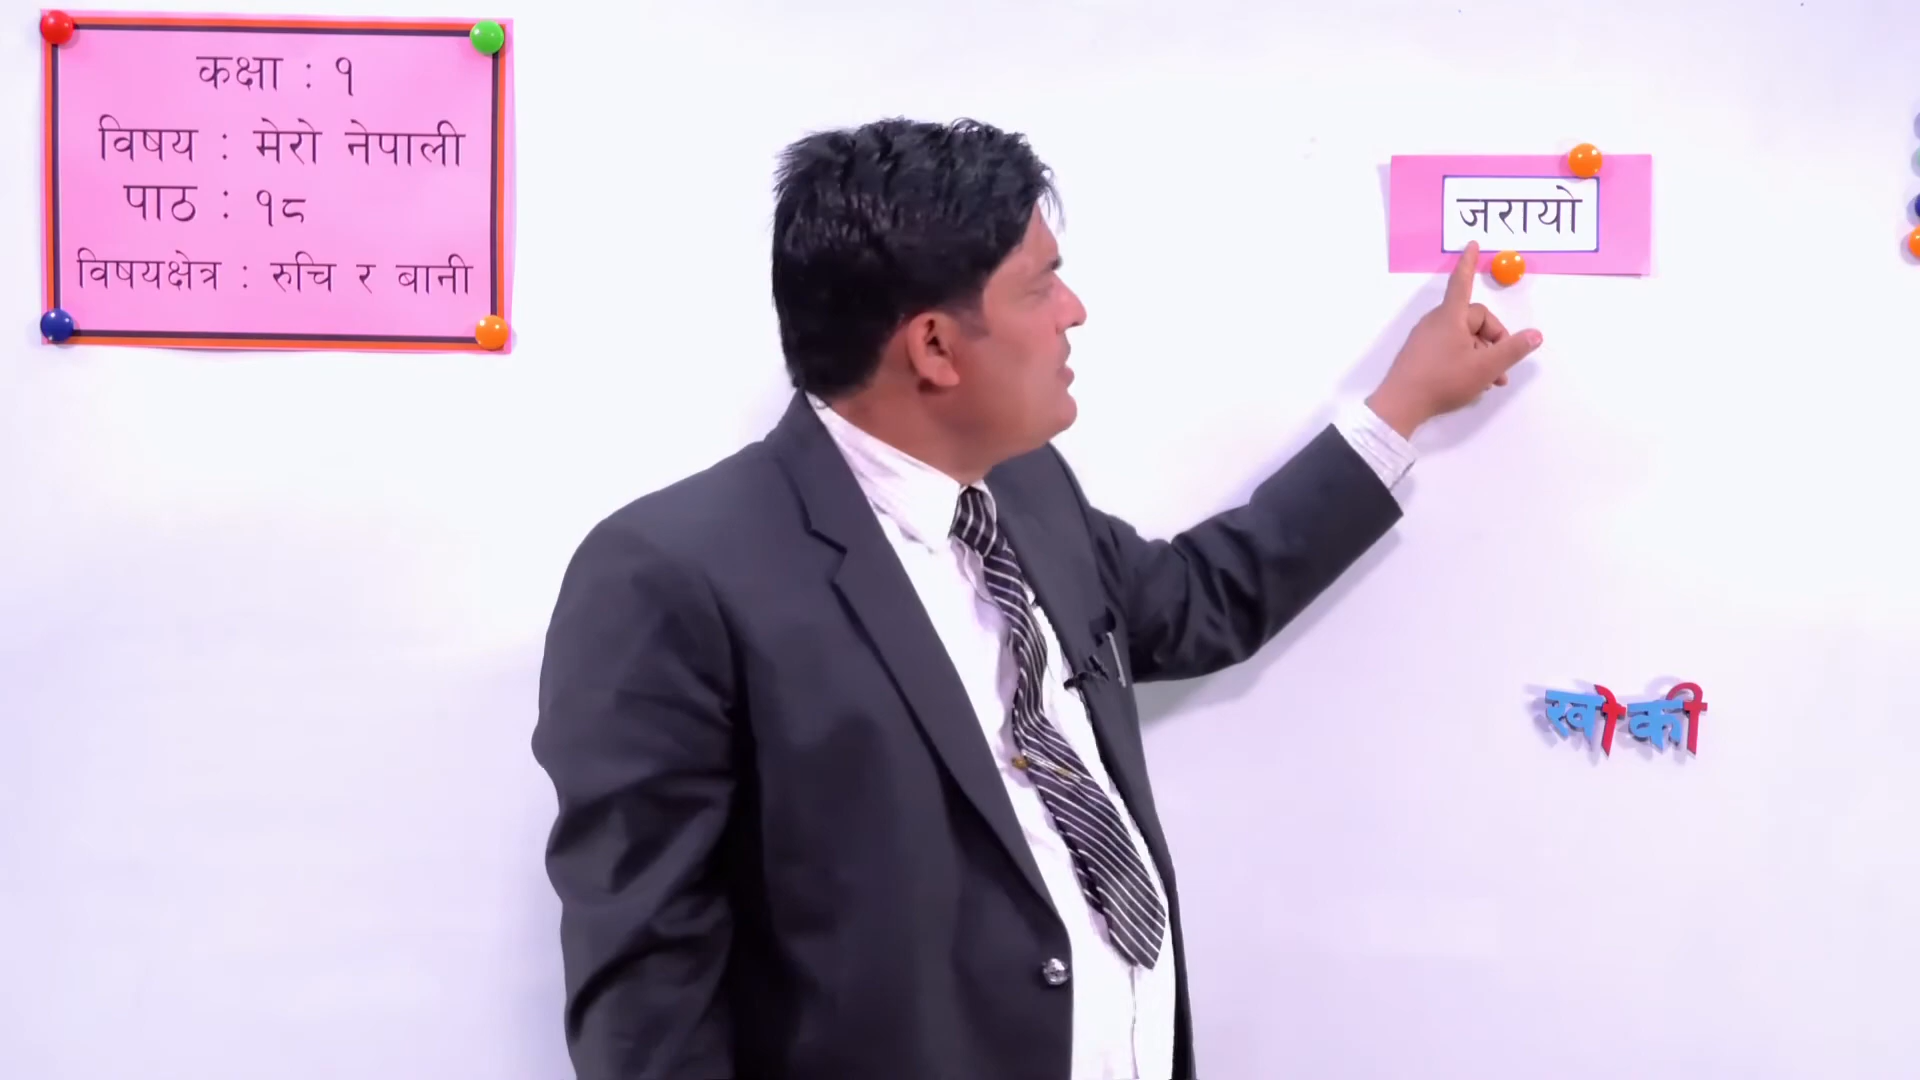 कक्षा : १
विषय : मेरो नेपाली
पाठ : १८
विषयक्षेत्र : रुचि र बानी
जरायो
खोकी